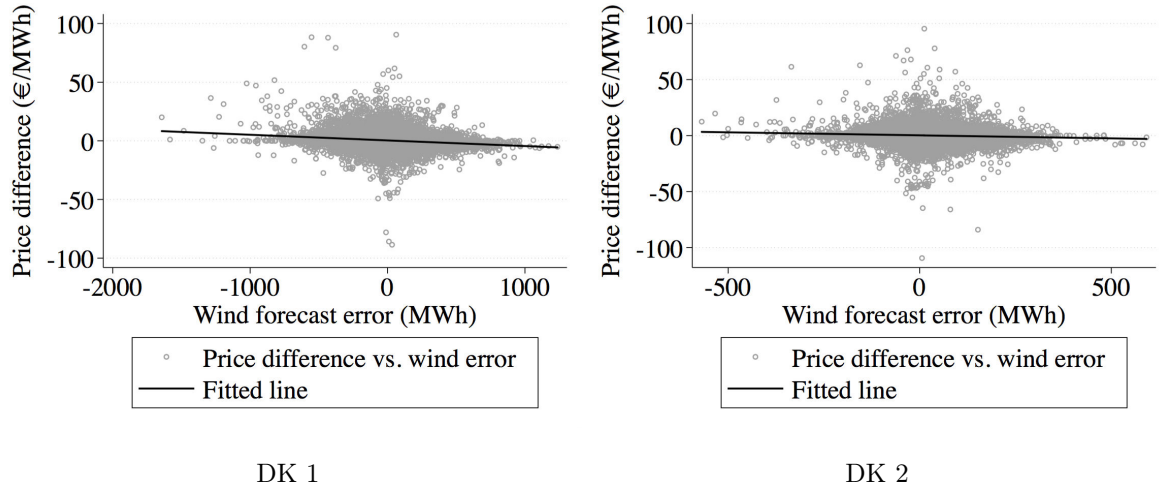 Price difference (€/MWh)
100
50
0
-50
-100
-2000
-1000
0
1000
Wind forecast error (MWh)
Price difference vs. wind error
Fitted line
DK 1
Price difference (€/MWh)
100
50
0
-50
-100
-500
0
500
Wind forecast error (MWh)
Price difference vs. wind error
Fitted line
DK 2